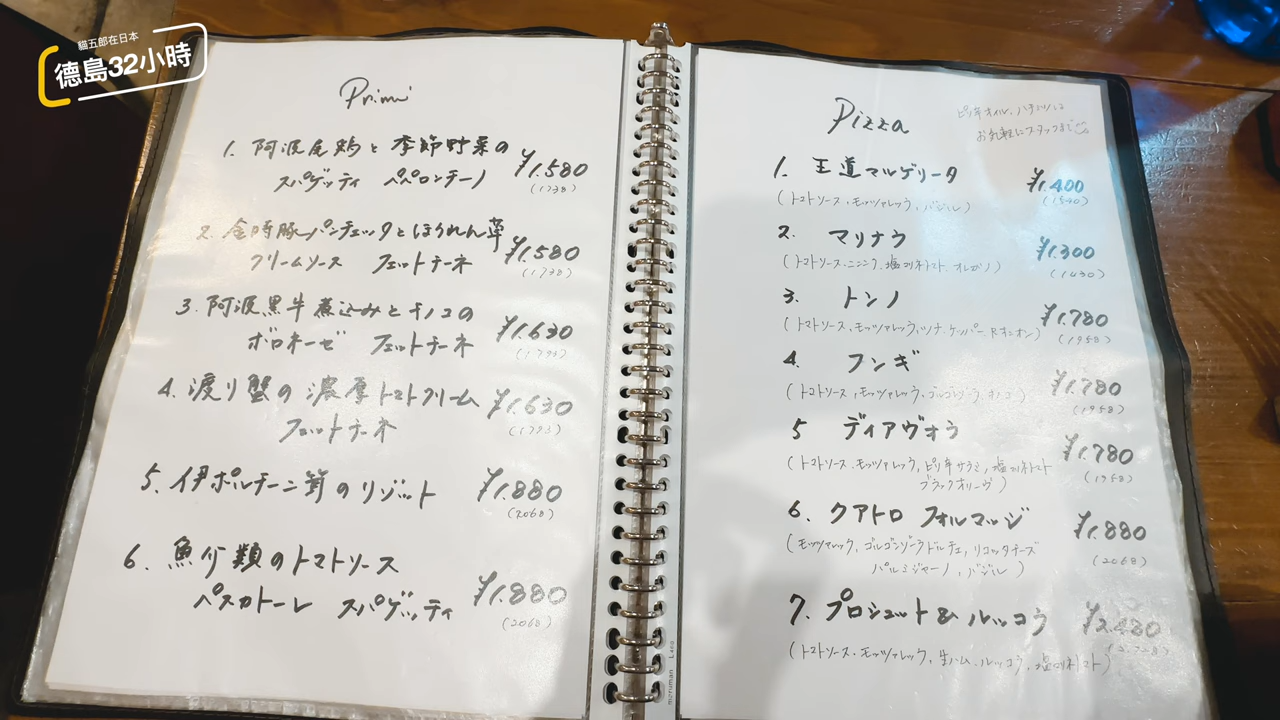 貓五郎在日本
德島32小時
Primi
1. 阿波尾鶏と季節野菜の ¥1.580
スパゲッティ ペペロンチーノ (1738)
2. 金時豚パンチェッタとほうれん草 ¥1.580
クリームソース フェットチーネ (1738)
3. 阿波黒牛煮込みとキノコの ¥1.630
ボロネーゼ フェットチーネ (1793)
4. 渡り蟹の濃厚トマトクリーム ¥1.630
フェットチーネ (1793)
5. 伊ポルチーニ茸のリゾット ¥1.880
(2068)
6. 魚介類のトマトソース
ペスカトーレ スパゲッティ ¥1.880
(2068)
Pizza
ピリ辛オイル、ハチミツは
お気軽にスタッフまで
1. 王道マルゲリータ ¥1.400
(トマトソース、モッツァレッラ、バジル) (1540)
2. マリナラ ¥1.300
(トマトソース、ニンニク、塩切りトマト、オレガノ) (1430)
3. トンノ ¥1.780
(トマトソース、モッツァレッラ、ツナ、ケッパー、Rオニオン) (1958)
4. フンギ ¥1.780
(トマトソース、モッツァレッラ、ゴルゴンゾーラ、キノコ) (1958)
5 ディアヴォラ ¥1.780
(トマトソース、モッツァレッラ、ピリ辛サラミ、塩切りトマト (1958)
ブラックオリーヴ)
6. クアトロ フォルマッジ ¥1.880
(モッツァレッラ、ゴルゴンゾーラドルチェ、リコッタチーズ (2068)
パルミジャーノ、バジル)
7. プロシュット&ルッコラ ¥2.480
(トマトソース、モッツァレッラ、生ハム、ルッコラ、塩切りトマト) (2.728)